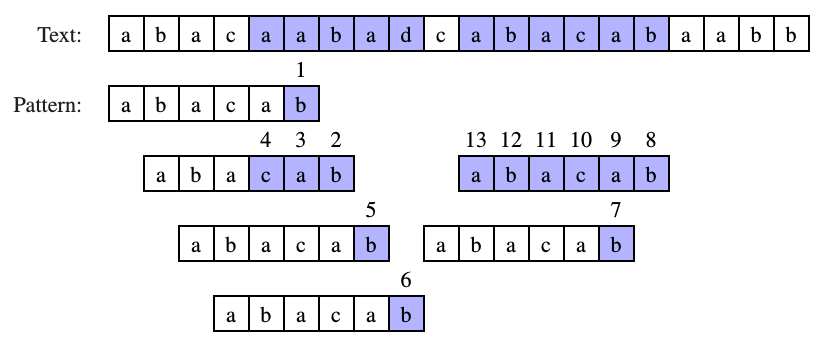 Text: a b a c a a b a d c a b a c a b a a b b
1
Pattern: a b a c a b
4 3 2 13 12 11 10 9 8
a b a c a b a b a c a b
5 7
a b a c a b a b a c a b
6
a b a c a b